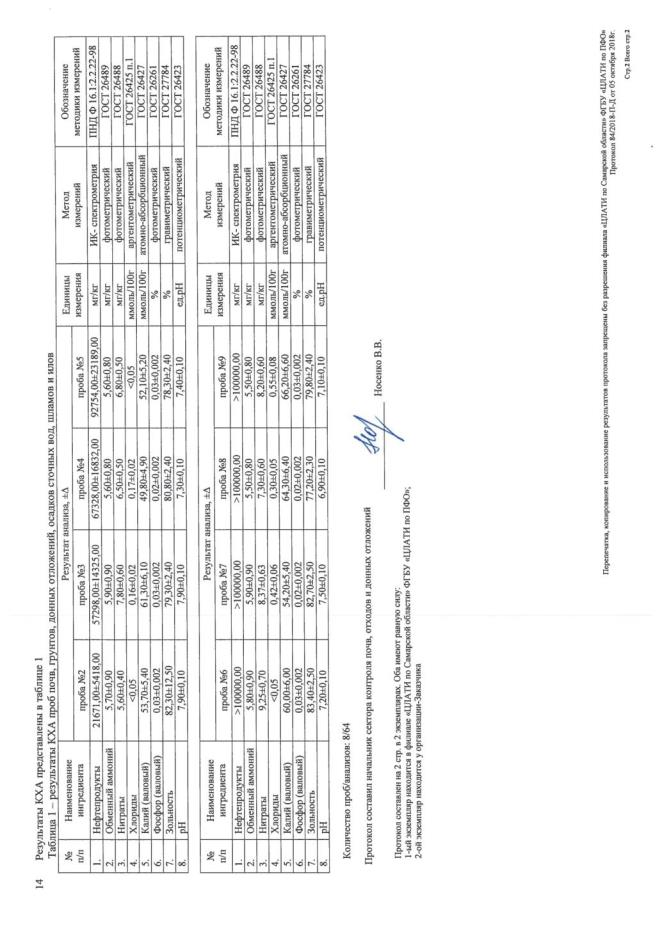 14
Результаты КХА представлены в таблице 1
Таблица 1 – результаты КХА проб почв, грунтов, донных отложений, осадков сточных вод, шламов и илов
№ п/п | Наименование ингредиента | Результат анализа, ±Δ | Единицы измерения | Метод измерений | Обозначение методики измерений
проба №2 | проба №3 | проба №4 | проба №5
1. | Нефтепродукты | 21671,00±5418,00 | 57298,00±14325,00 | 67328,00±16832,00 | 92754,00±23189,00 | мг/кг | ИК- спектрометрия | ПНД Ф 16.1:2.2.22-98
2. | Обменный аммоний | 5,70±0,90 | 5,90±0,90 | 5,60±0,80 | 5,60±0,80 | мг/кг | фотометрический | ГОСТ 26489
3. | Нитраты | 5,60±0,40 | 7,80±0,60 | 6,50±0,50 | 6,80±0,50 | мг/кг | фотометрический | ГОСТ 26488
4. | Хлориды | <0,05 | 0,16±0,02 | 0,17±0,02 | <0,05 | ммоль/100г | аргентометрический | ГОСТ 26425 п.1
5. | Калий (валовый) | 53,70±5,40 | 61,30±6,10 | 49,80±4,90 | 52,10±5,20 | ммоль/100г | атомно-абсорбционный | ГОСТ 26427
6. | Фосфор (валовый) | 0,03±0,002 | 0,03±0,002 | 0,02±0,002 | 0,03±0,002 | % | фотометрический | ГОСТ 26261
7. | Зольность | 82,30±12,50 | 79,30±2,40 | 80,80±2,40 | 78,30±2,40 | % | гравиметрический | ГОСТ 27784
8. | рН | 7,90±0,10 | 7,90±0,10 | 7,30±0,10 | 7,40±0,10 | ед.рН | потенциометрический | ГОСТ 26423
№ п/п | Наименование ингредиента | Результат анализа, ±Δ | Единицы измерения | Метод измерений | Обозначение методики измерений
проба №6 | проба №7 | проба №8 | проба №9
1. | Нефтепродукты | >100000,00 | >100000,00 | >100000,00 | >100000,00 | мг/кг | ИК- спектрометрия | ПНД Ф 16.1:2.2.22-98
2. | Обменный аммоний | 5,80±0,90 | 5,90±0,90 | 5,50±0,80 | 5,50±0,80 | мг/кг | фотометрический | ГОСТ 26489
3. | Нитраты | 9,25±0,70 | 8,37±0,63 | 7,30±0,60 | 8,20±0,60 | мг/кг | фотометрический | ГОСТ 26488
4. | Хлориды | <0,05 | 0,42±0,06 | 0,30±0,05 | 0,55±0,08 | ммоль/100г | аргентометрический | ГОСТ 26425 п.1
5. | Калий (валовый) | 60,00±6,00 | 54,20±5,40 | 64,30±6,40 | 66,20±6,60 | ммоль/100г | атомно-абсорбционный | ГОСТ 26427
6. | Фосфор (валовый) | 0,03±0,002 | 0,02±0,002 | 0,02±0,002 | 0,03±0,002 | % | фотометрический | ГОСТ 26261
7. | Зольность | 83,40±2,50 | 82,70±2,50 | 77,20±2,30 | 79,80±2,40 | % | гравиметрический | ГОСТ 27784
8. | рН | 7,20±0,10 | 7,50±0,10 | 6,90±0,10 | 7,10±0,10 | ед.рН | потенциометрический | ГОСТ 26423
Количество проб/анализов: 8/64
Протокол составил начальник сектора контроля почв, отходов и донных отложений
Носенко В.В.
Протокол составлен на 2 стр. в 2 экземплярах. Оба имеют равную силу:
1-ый экземпляр находится в филиале «ЦЛАТИ по Самарской области» ФГБУ «ЦЛАТИ по ПФО»;
2-ой экземпляр находится у организации-Заказчика
Перепечатка, копирование и использование результатов протокола запрещены без разрешения филиала «ЦЛАТИ по Самарской области» ФГБУ «ЦЛАТИ по ПФО»
Протокол 84/2018-П-Д от 05 октября 2018г.
Стр.2 Всего стр.2